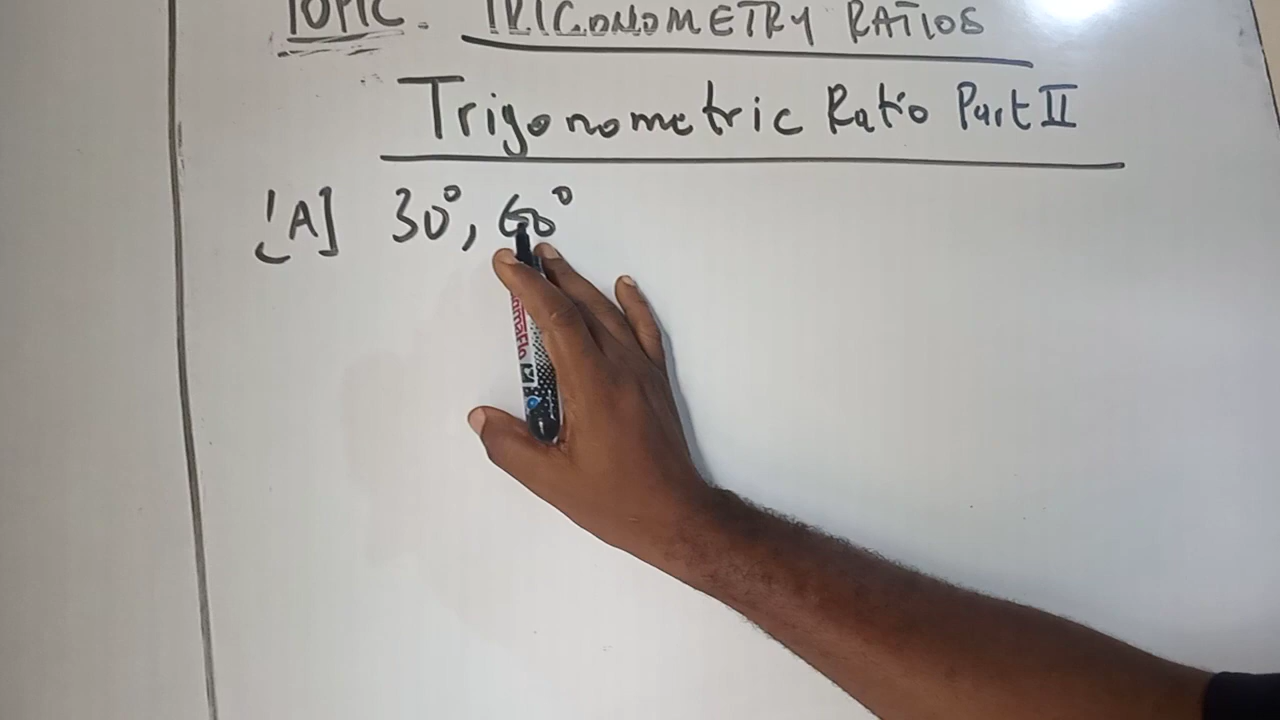 TOPIC. TRIGONOMETRY RATIOS
Trigonometric Ratio Part II
[A] 30°, 60°